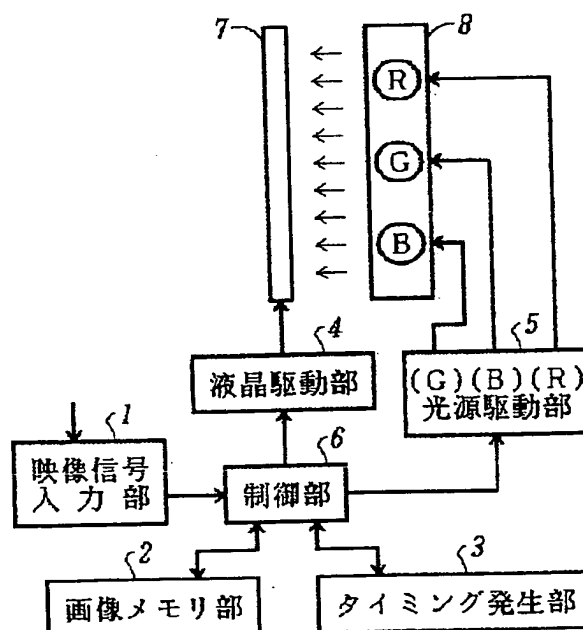 7
8
R
G
B
4
5
液晶駆動部
(G)(B)(R)
光源駆動部
1
6
映像信号
入力部
制御部
2
3
画像メモリ部
タイミング発生部